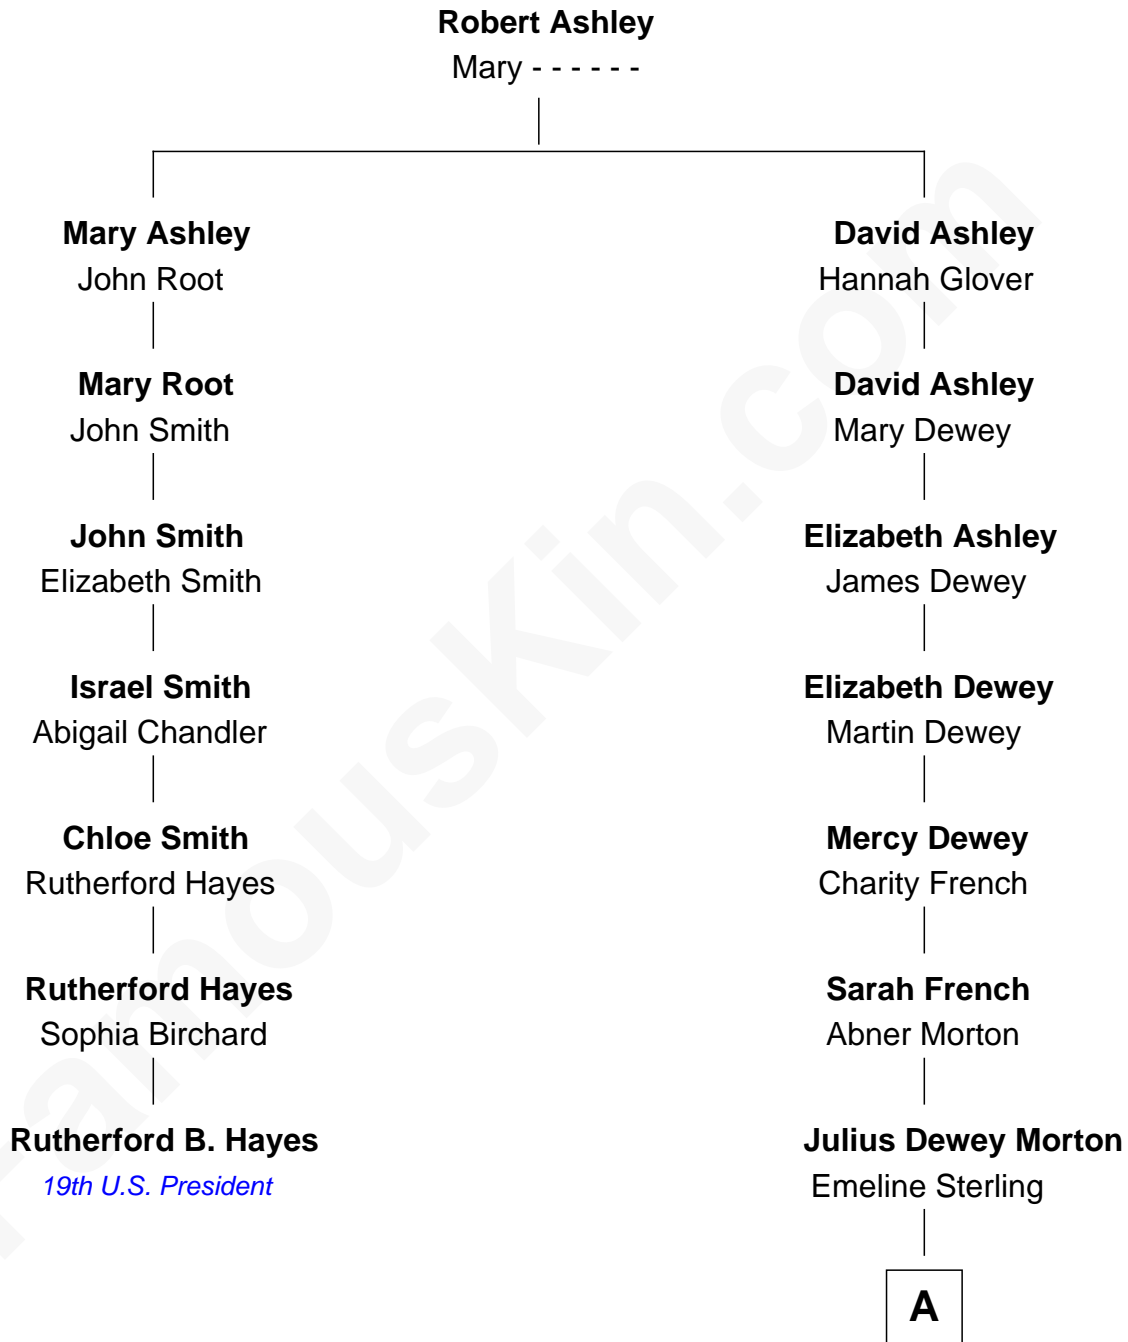 Robert Ashley
Mary - - - - - -
Mary Ashley
John Root
David Ashley
Hannah Glover
Mary Root
John Smith
David Ashley
Mary Dewey
John Smith
Elizabeth Smith
Elizabeth Ashley
James Dewey
Israel Smith
Abigail Chandler
Elizabeth Dewey
Martin Dewey
Chloe Smith
Rutherford Hayes
Mercy Dewey
Charity French
Rutherford Hayes
Sophia Birchard
Sarah French
Abner Morton
Rutherford B. Hayes
19th U.S. President
Julius Dewey Morton
Emeline Sterling
A
FamousKin.com